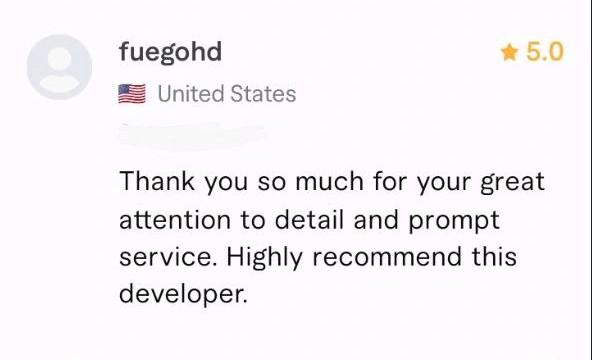 fuegohd
5.0
United States
Thank you so much for your great
attention to detail and prompt
service. Highly recommend this
developer.